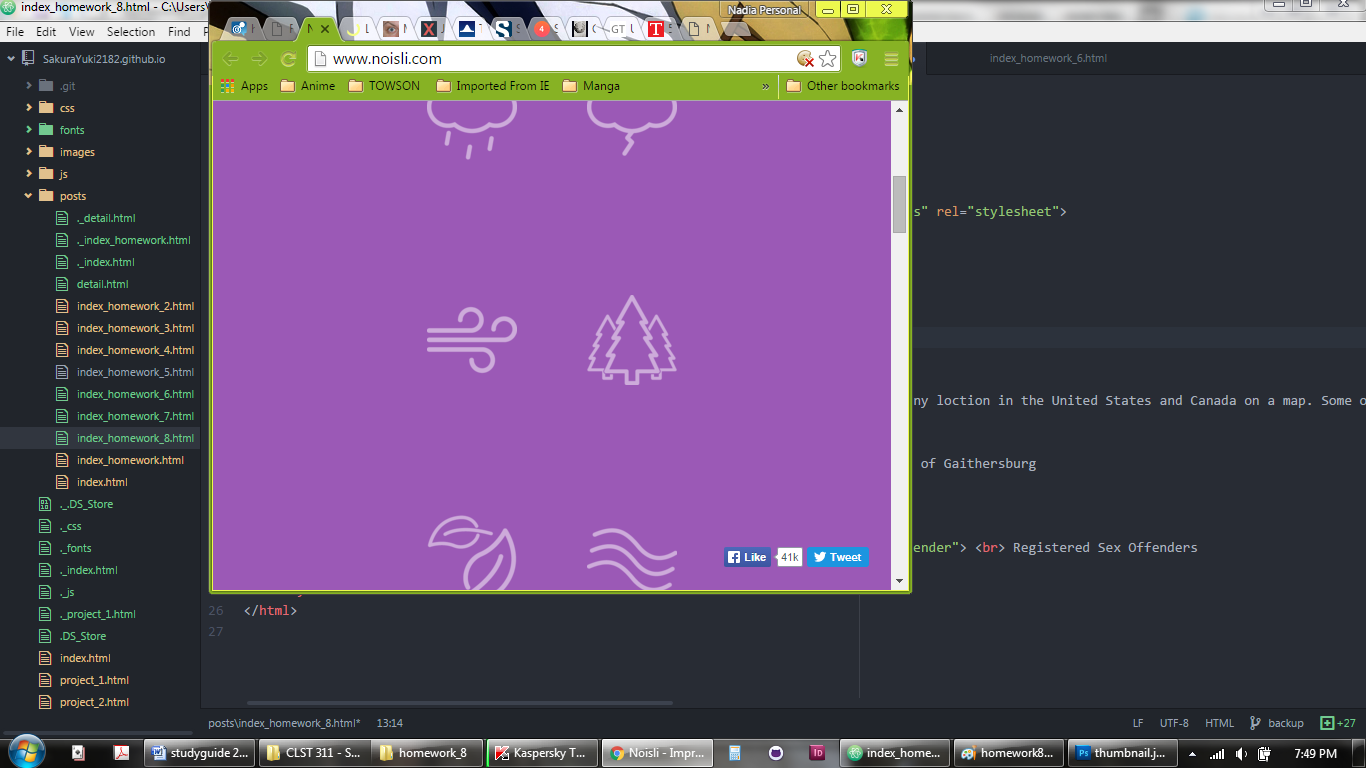 index_homework_8.html - C:\Users\
File Edit View Selection Find
SakuraYuki2182.github.io
.git
css
fonts
images
js
posts
._detail.html
._index_homework.html
._index.html
detail.html
index_homework_2.html
index_homework_3.html
index_homework_4.html
index_homework_5.html
index_homework_6.html
index_homework_7.html
index_homework_8.html
index_homework.html
index.html
._.DS_Store
._css
._fonts
._index.html
._js
._project_1.html
.DS_Store
index.html
project_1.html
project_2.html
Nadia Personal
www.noisli.com
Apps Anime TOWSON Imported From IE Manga » Other bookmarks
Like 41k Tweet
index_homework_6.html
s" rel="stylesheet">
ny loction in the United States and Canada on a map. Some o
of Gaithersburg
ender"> <br> Registered Sex Offenders
26 </html>
27
posts\index_homework_8.html* 13:14 LF UTF-8 HTML backup +27
studyguide 2... CLST 311 - S... homework_8 Kaspersky T... Noisli - Impr... index_home... homework8... thumbnail.j... 7:49 PM